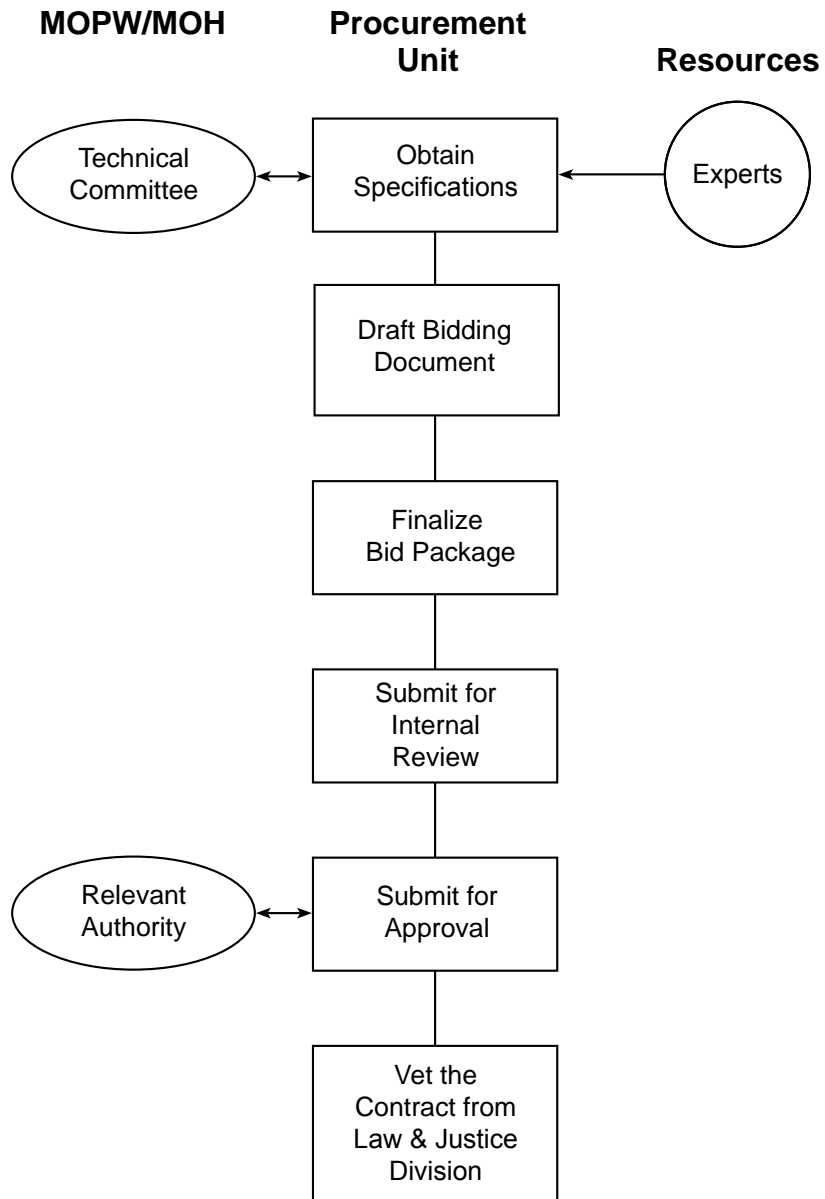 MOPW/MOH
Procurement
Unit
Resources
Technical
Committee
Obtain
Specifications
Experts
Draft Bidding
Document
Finalize
Bid Package
Submit for
Internal
Review
Relevant
Authority
Submit for
Approval
Vet the
Contract from
Law & Justice
Division